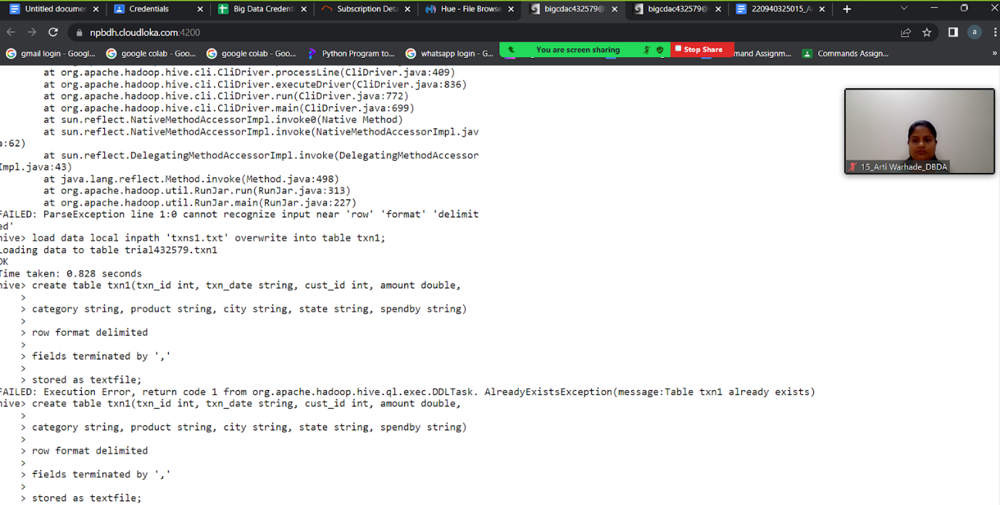 Untitled documen
Credentials
Big Data Credenti
Subscription Deta
Hue - File Browse
bigcdac432579@
bigcdac432579@
220940325015_A
npbdh.cloudloka.com:4200
a
gmail login - Googl...
google colab - Goo...
google colab - Goo...
Python Program to...
whatsapp login - G...
You are screen sharing
Stop Share
mand Assignm...
Commands Assign...
»
at org.apache.hadoop.hive.cli.CliDriver.processLine(CliDriver.java:409)
at org.apache.hadoop.hive.cli.CliDriver.executeDriver(CliDriver.java:836)
at org.apache.hadoop.hive.cli.CliDriver.run(CliDriver.java:772)
at org.apache.hadoop.hive.cli.CliDriver.main(CliDriver.java:699)
at sun.reflect.NativeMethodAccessorImpl.invoke0(Native Method)
at sun.reflect.NativeMethodAccessorImpl.invoke(NativeMethodAccessorImpl.jav
a:62)
at sun.reflect.DelegatingMethodAccessorImpl.invoke(DelegatingMethodAccessor
Impl.java:43)
at java.lang.reflect.Method.invoke(Method.java:498)
at org.apache.hadoop.util.RunJar.run(RunJar.java:313)
at org.apache.hadoop.util.RunJar.main(RunJar.java:227)
FAILED: ParseException line 1:0 cannot recognize input near 'row' 'format' 'delimit
ed'
hive> load data local inpath 'txns1.txt' overwrite into table txn1;
Loading data to table trial432579.txn1
OK
Time taken: 0.828 seconds
hive> create table txn1(txn_id int, txn_date string, cust_id int, amount double,
>
> category string, product string, city string, state string, spendby string)
>
> row format delimited
>
> fields terminated by ','
>
> stored as textfile;
FAILED: Execution Error, return code 1 from org.apache.hadoop.hive.ql.exec.DDLTask. AlreadyExistsException(message:Table txn1 already exists)
hive> create table txn1(txn_id int, txn_date string, cust_id int, amount double,
>
> category string, product string, city string, state string, spendby string)
>
> row format delimited
>
> fields terminated by ','
>
> stored as textfile;
15_Arti Warhade_DBDA